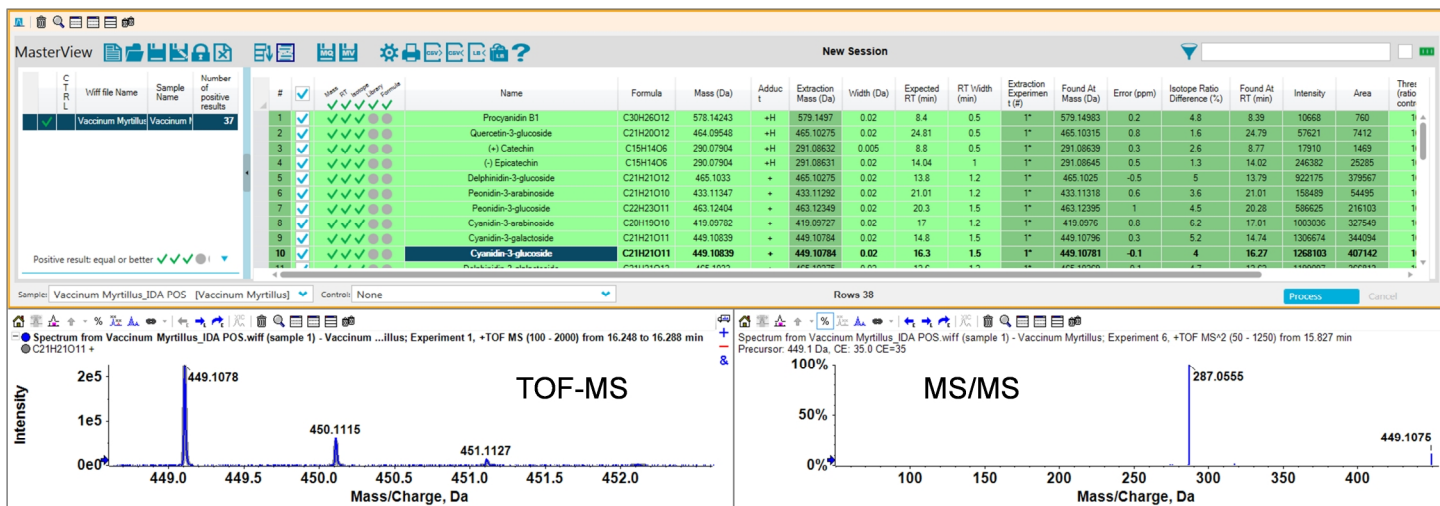 MasterView
MQ MV CSV CSV LB ?
New Session
C T R L Wiff file Name Sample Name Number of positive results
Vaccinum Myrtillus Vaccinum M 37
Positive result: equal or better
# Mass RT Isotope Library Formula Name Formula Mass (Da) Adduc t Extraction Mass (Da) Width (Da) Expected RT (min) RT Width (min) Extraction Experimen t (#) Found At Mass (Da) Error (ppm) Isotope Ratio Difference (%) Found At RT (min) Intensity Area Thres (ratio contr
1 Procyanidin B1 C30H26O12 578.14243 +H 579.1497 0.02 8.4 0.5 1* 579.14983 0.2 4.8 8.39 10668 760
2 Quercetin-3-glucoside C21H20O12 464.09548 +H 465.10275 0.02 24.81 0.5 1* 465.10315 0.8 1.6 24.79 57621 7412
3 (+) Catechin C15H14O6 290.07904 +H 291.08632 0.005 8.8 0.5 1* 291.08639 0.3 2.6 8.77 17910 1469
4 (-) Epicatechin C15H14O6 290.07904 +H 291.08631 0.02 14.04 1 1* 291.08645 0.5 1.3 14.02 246382 25285
5 Delphinidin-3-glucoside C21H21O12 465.1033 + 465.10275 0.02 13.8 1.2 1* 465.1025 -0.5 5 13.79 922175 379567
6 Peonidin-3-arabinoside C21H21O10 433.11347 + 433.11292 0.02 21.01 1.2 1* 433.11318 0.6 3.6 21.01 158489 54495
7 Peonidin-3-glucoside C22H23O11 463.12404 + 463.12349 0.02 20.3 1.5 1* 463.12395 1 4.5 20.28 586625 216103
8 Cyanidin-3-arabinoside C20H19O10 419.09782 + 419.09727 0.02 17 1.2 1* 419.0976 0.8 6.2 17.01 1003036 327549
9 Cyanidin-3-galactoside C21H21O11 449.10839 + 449.10784 0.02 14.8 1.5 1* 449.10796 0.3 5.2 14.74 1306674 344094
10 Cyanidin-3-glucoside C21H21O11 449.10839 + 449.10784 0.02 16.3 1.5 1* 449.10781 -0.1 4 16.27 1268103 407142
Sample: Vaccinum Myrtillus_IDA POS [Vaccinum Myrtillus] Control: None Rows 38 Process Cancel
Spectrum from Vaccinum Myrtillus_IDA POS.wiff (sample 1) - Vaccinum ...illus; Experiment 1, +TOF MS (100 - 2000) from 16.248 to 16.288 min
C21H21O11 +
TOF-MS
Intensity
2e5
1e5
0e0
449.1078
450.1115
451.1127
449.0 449.5 450.0 450.5 451.0 451.5 452.0
Mass/Charge, Da
Spectrum from Vaccinum Myrtillus_IDA POS.wiff (sample 1) - Vaccinum Myrtillus; Experiment 6, +TOF MS^2 (50 - 1250) from 15.827 min
Precursor: 449.1 Da, CE: 35.0 CE=35
MS/MS
100%
50%
0%
287.0555
449.1075
100 150 200 250 300 350 400
Mass/Charge, Da